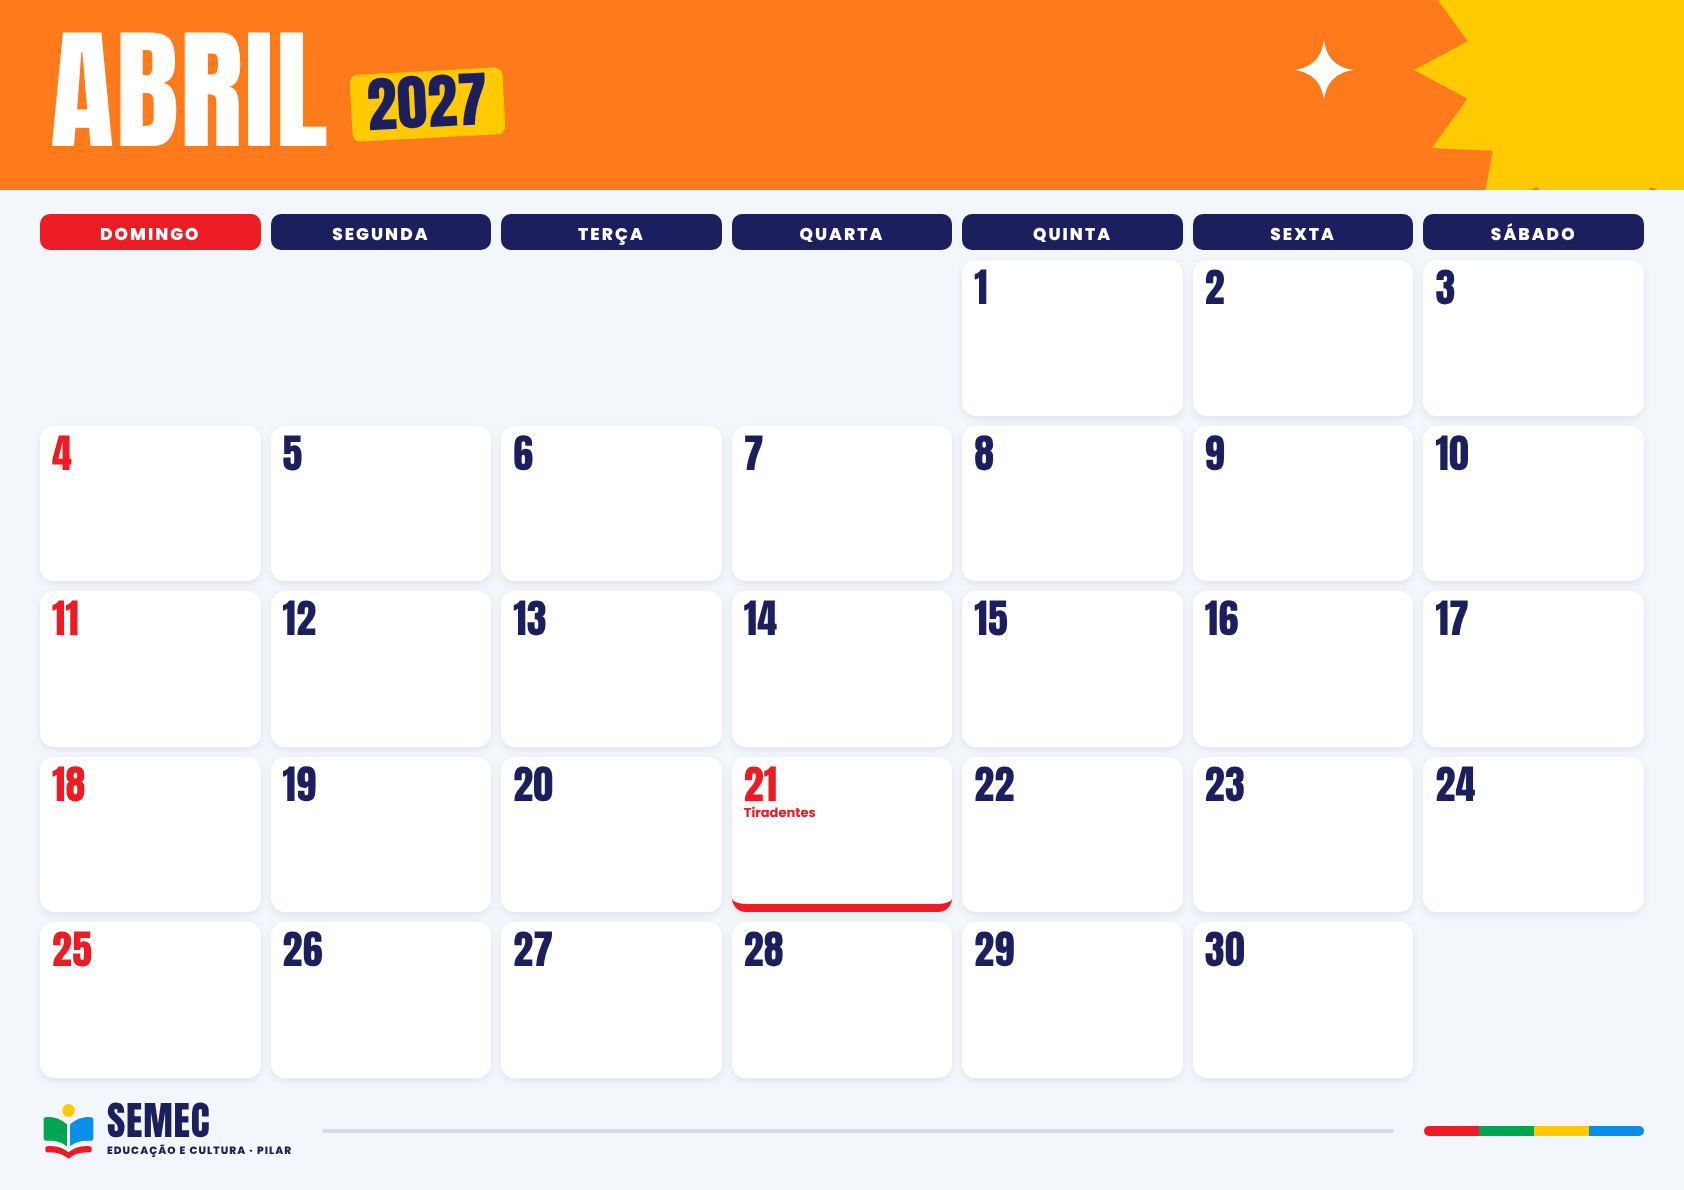 ABRIL 2027
DOMINGO SEGUNDA TERÇA QUARTA QUINTA SEXTA SÁBADO
1 2 3
4 5 6 7 8 9 10
11 12 13 14 15 16 17
18 19 20 21 22 23 24
Tiradentes
25 26 27 28 29 30
SEMEC
EDUCAÇÃO E CULTURA · PILAR